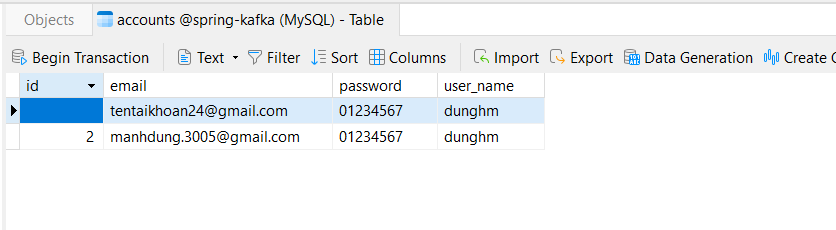 Objects accounts @spring-kafka (MySQL) - Table
Begin Transaction Text Filter Sort Columns Import Export Data Generation Create
id email password user_name
tentaikhoan24@gmail.com 01234567 dunghm
2 manhdung.3005@gmail.com 01234567 dunghm